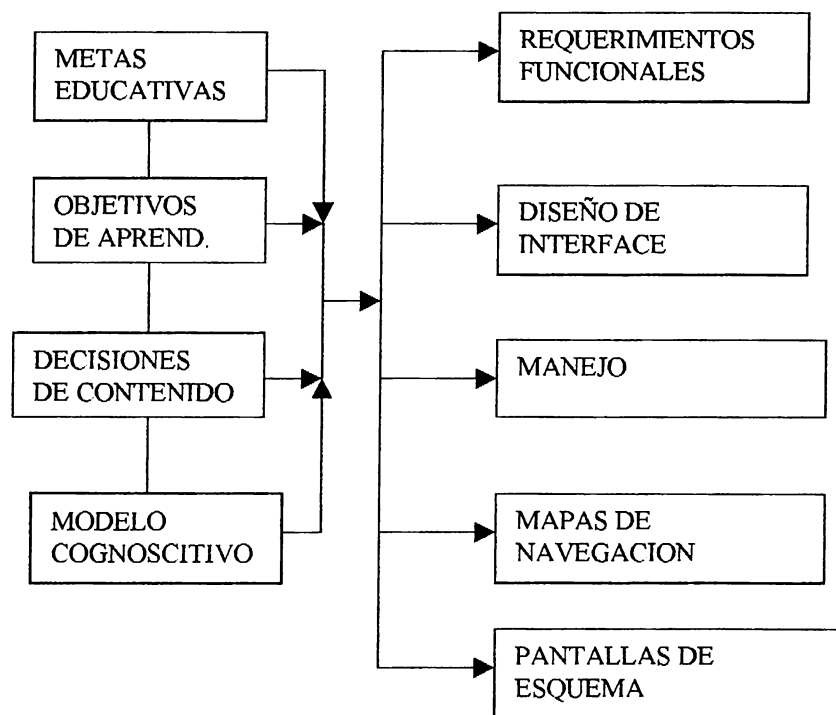 METAS
EDUCATIVAS
OBJETIVOS
DE APREND.
DECISIONES
DE CONTENIDO
MODELO
COGNOSCITIVO
REQUERIMIENTOS
FUNCIONALES
DISEÑO DE
INTERFACE
MANEJO
MAPAS DE
NAVEGACION
PANTALLAS DE
ESQUEMA